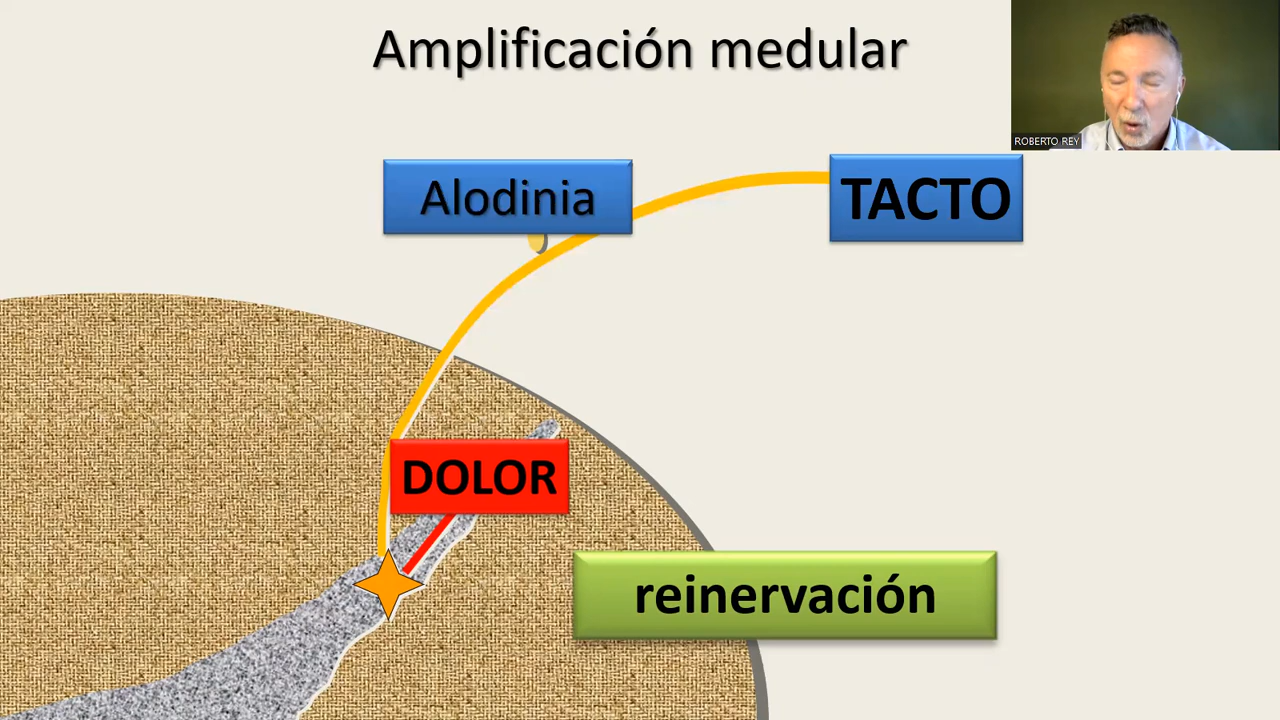 Amplificación medular
ROBERTO REY
Alodinia
TACTO
DOLOR
reinervación